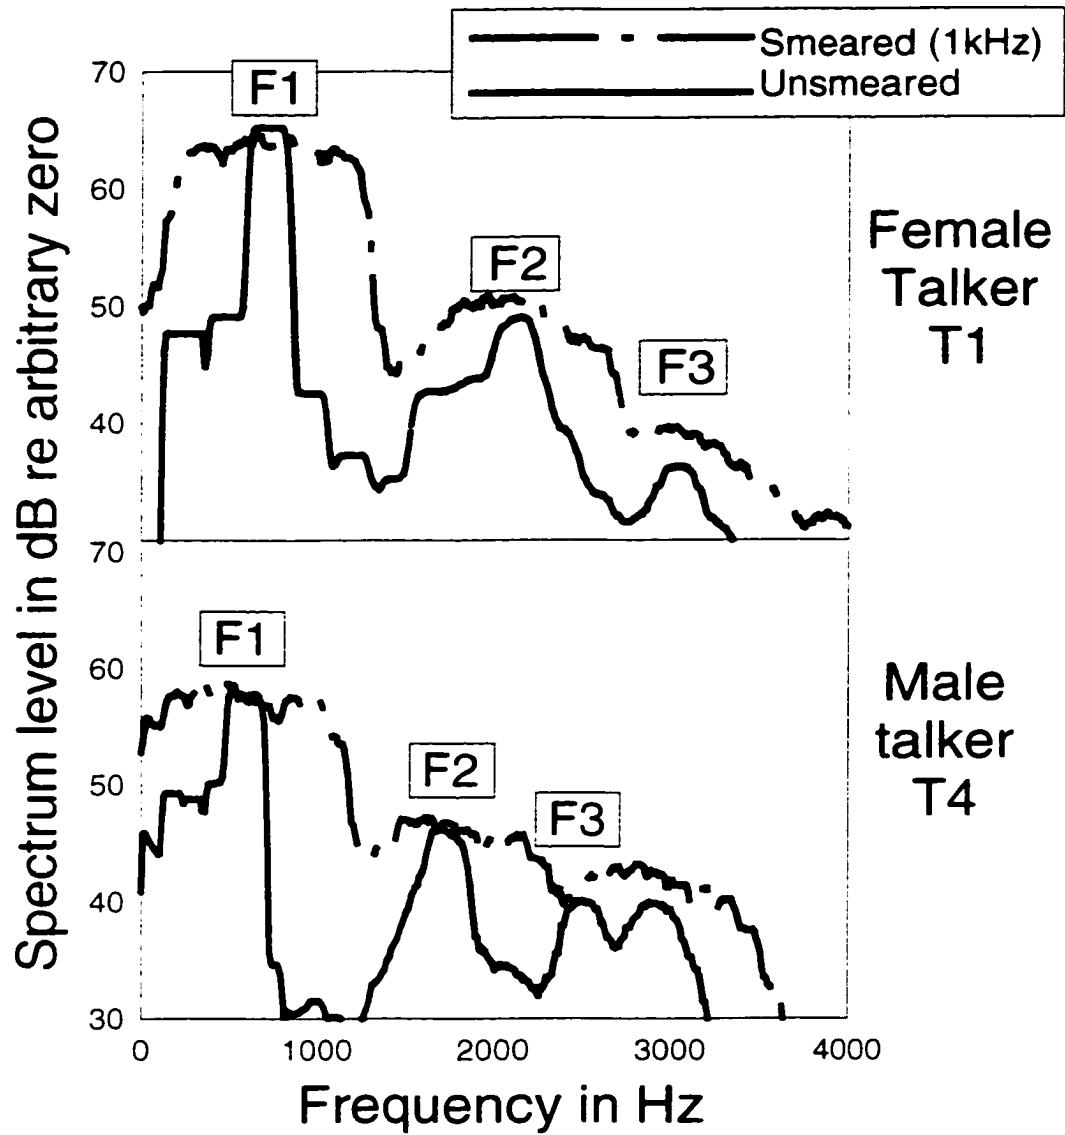 Smeared (1kHz)
Unsmeared
70
F1
60
F2
50
F3
40
Female
Talker
T1
70
F1
60
F2
50
F3
40
30
Male
talker
T4
0 1000 2000 3000 4000
Frequency in Hz
Spectrum level in dB re arbitrary zero